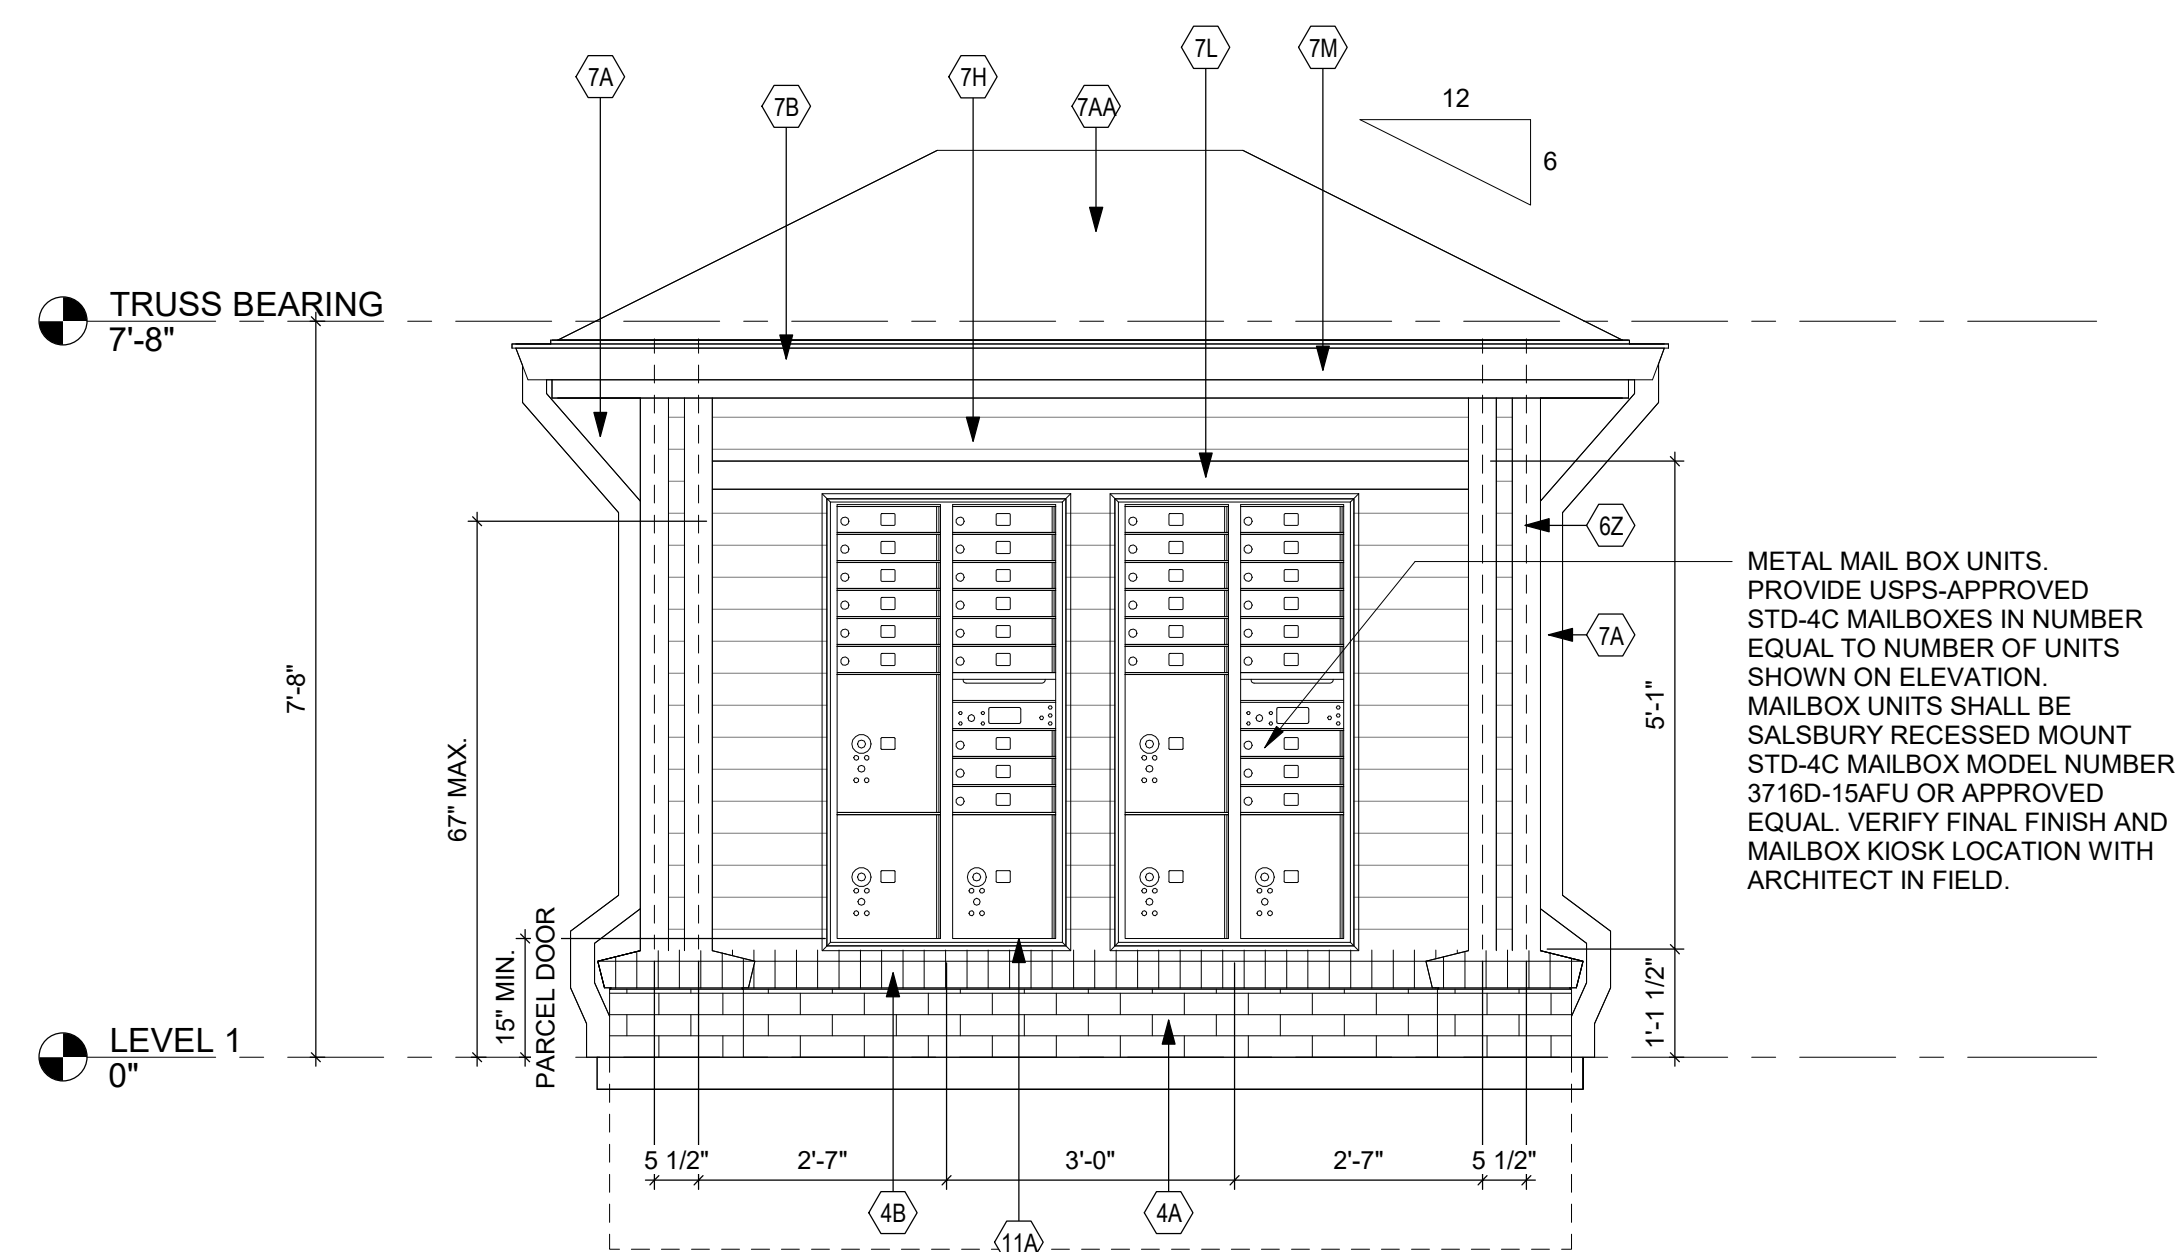 7L
7M
7A
7H
7B
7AA
12
6
TRUSS BEARING
7'-8"
6Z
METAL MAIL BOX UNITS.
PROVIDE USPS-APPROVED
STD-4C MAILBOXES IN NUMBER
EQUAL TO NUMBER OF UNITS
SHOWN ON ELEVATION.
MAILBOX UNITS SHALL BE
SALSBURY RECESSED MOUNT
STD-4C MAILBOX MODEL NUMBER
3716D-15AFU OR APPROVED
EQUAL. VERIFY FINAL FINISH AND
MAILBOX KIOSK LOCATION WITH
ARCHITECT IN FIELD.
7A
7'-8"
5'-1"
67" MAX.
15" MIN.
PARCEL DOOR
1'-1 1/2"
LEVEL 1
0"
5 1/2"
2'-7"
3'-0"
2'-7"
5 1/2"
4B
4A
11A